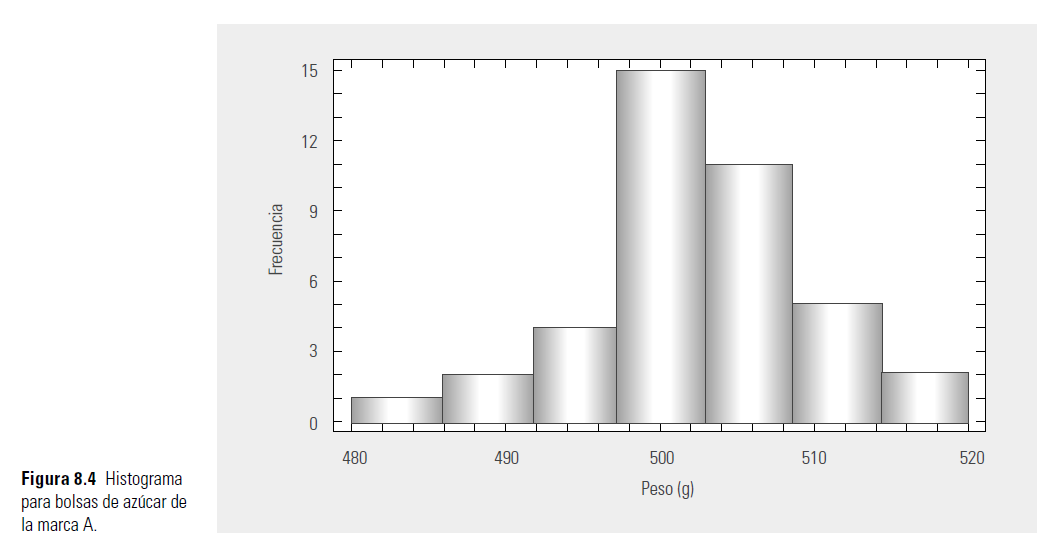 15
12
9
6
3
0
Frecuencia
480 490 500 510 520
Peso (g)
Figura 8.4 Histograma
para bolsas de azúcar de
la marca A.